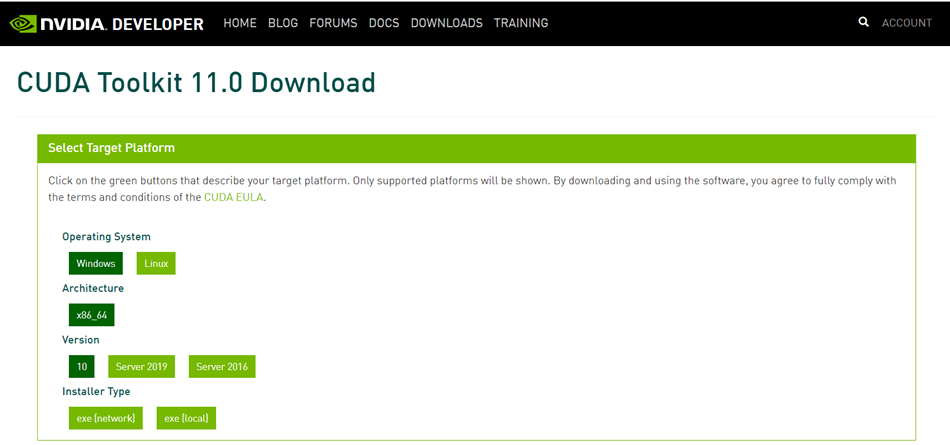 NVIDIA. DEVELOPER HOME BLOG FORUMS DOCS DOWNLOADS TRAINING ACCOUNT
CUDA Toolkit 11.0 Download
Select Target Platform
Click on the green buttons that describe your target platform. Only supported platforms will be shown. By downloading and using the software, you agree to fully comply with
the terms and conditions of the CUDA EULA.
Operating System
Windows Linux
Architecture
x86_64
Version
10 Server 2019 Server 2016
Installer Type
exe (network) exe (local)